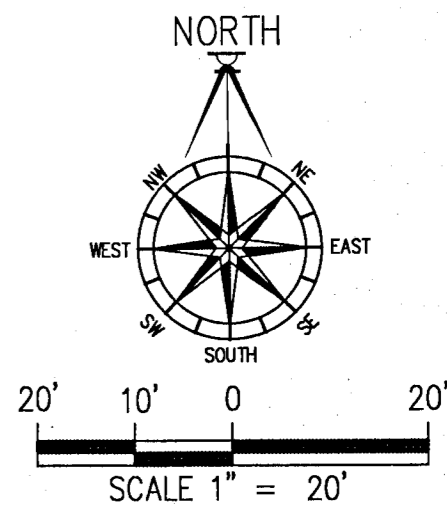 NORTH
NW NE
WEST EAST
SW SE
SOUTH
20' 10' 0 20'
SCALE 1" = 20'